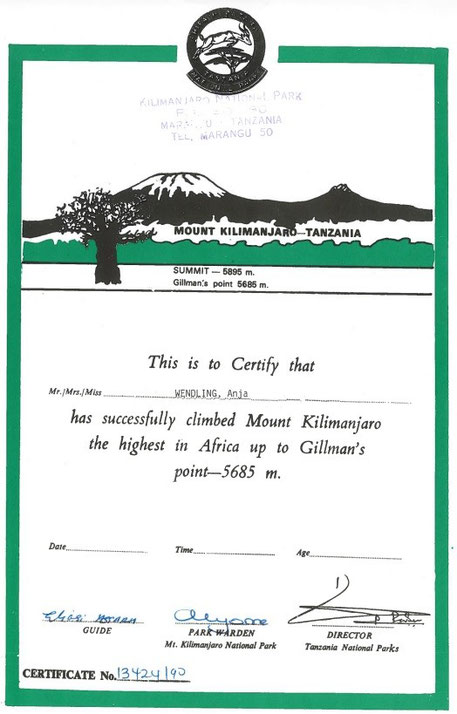 TANZANIA
KILIMANJARO NATIONAL PARK
MARANGU TANZANIA
TEL, MARANGU 50
MOUNT KILIMANJARO—TANZANIA
SUMMIT — 5895 m.
Gillman's point 5685 m.
This is to Certify that
Mr./Mrs./Miss WENDLING, Anja
has successfully climbed Mount Kilimanjaro
the highest in Africa up to Gillman's
point—5685 m.
Date Time Age
GUIDE PARK WARDEN DIRECTOR
Mt. Kilimanjaro National Park Tanzania National Parks
CERTIFICATE No. 13424/90